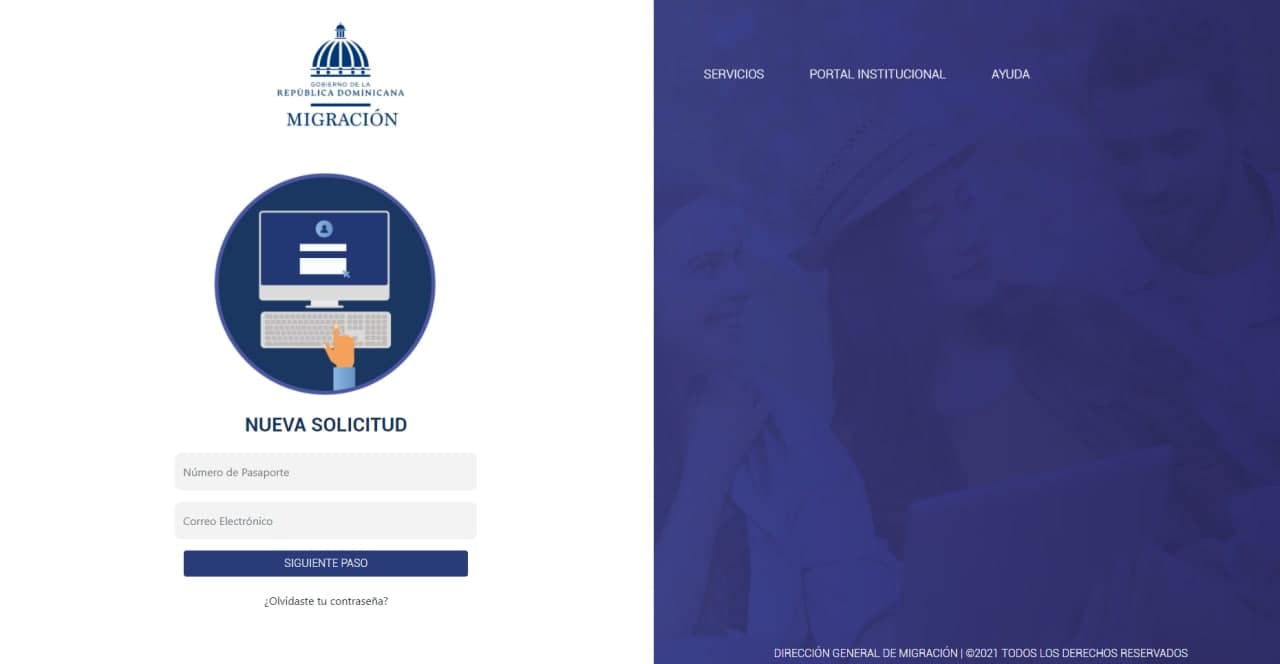 GOBIERNO DE LA
REPÚBLICA DOMINICANA
MIGRACIÓN
NUEVA SOLICITUD
Número de Pasaporte
Correo Electrónico
SIGUIENTE PASO
¿Olvidaste tu contraseña?
SERVICIOS PORTAL INSTITUCIONAL AYUDA
DIRECCIÓN GENERAL DE MIGRACIÓN | ©2021 TODOS LOS DERECHOS RESERVADOS